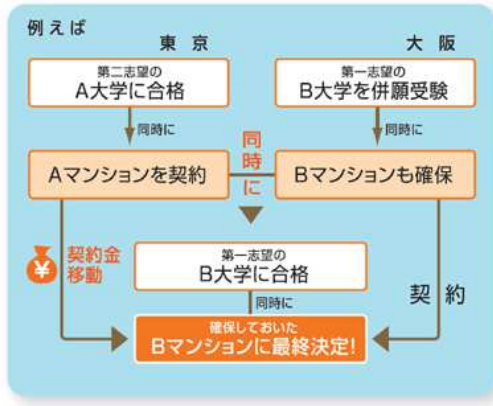 例えば
東京
大阪
第二志望の
A大学に合格
第一志望の
B大学を併願受験
同時に
同時に
Aマンションを契約
同時に
Bマンションも確保
¥
契約金
移動
第一志望の
B大学に合格
契約
同時に
確保しておいた
Bマンションに最終決定!